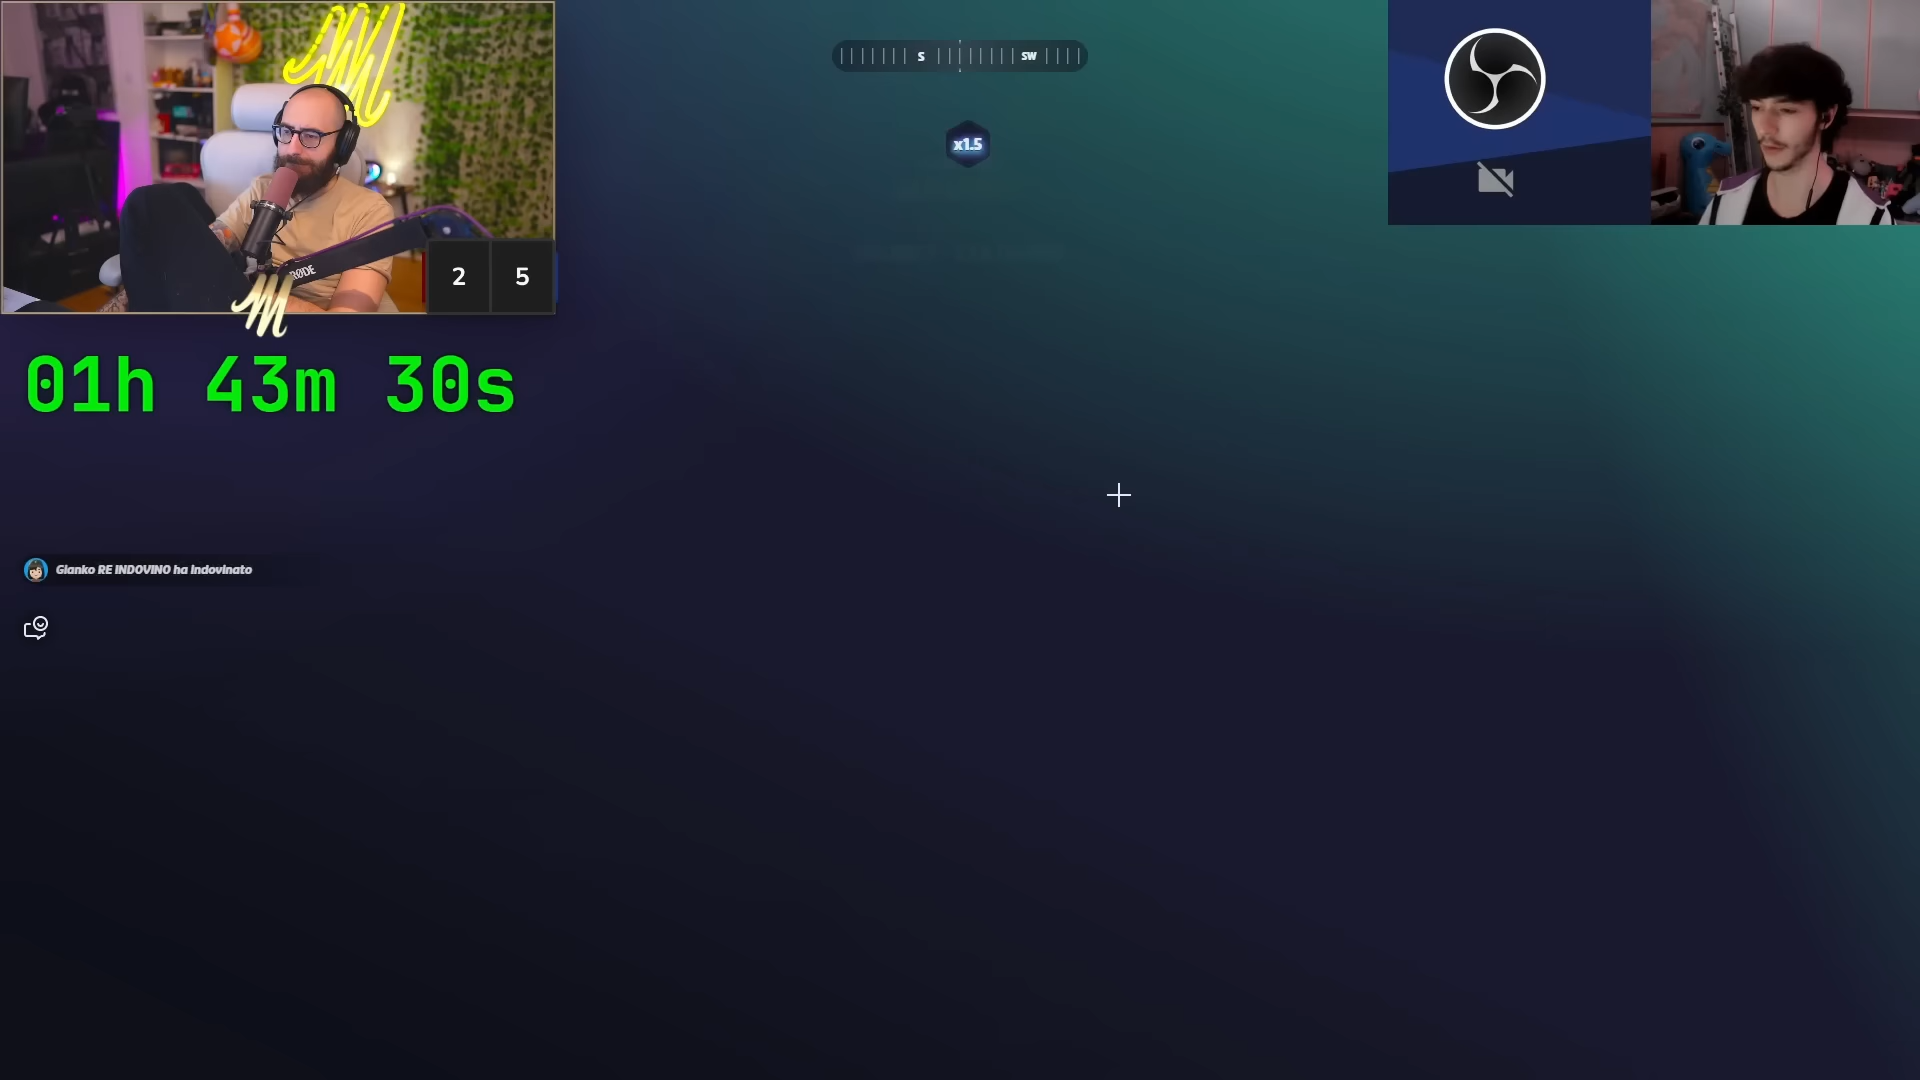 S
SW
x1.5
RØDE
2
5
01h 43m 30s
Gianko RE INDOVINO ha indovinato